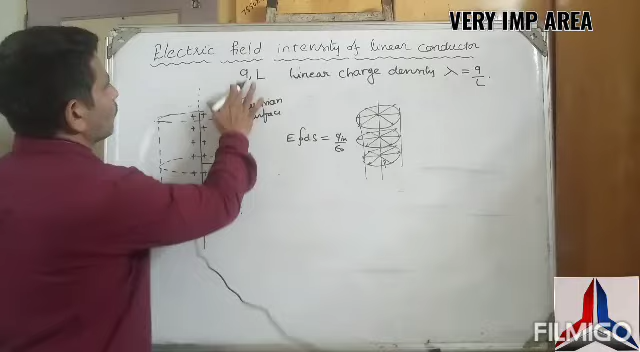 VERY IMP AREA
Electric field intensity of linear conductor
q, L linear charge density λ = q/L
E∮ds = qin/ε₀
FILMIGO